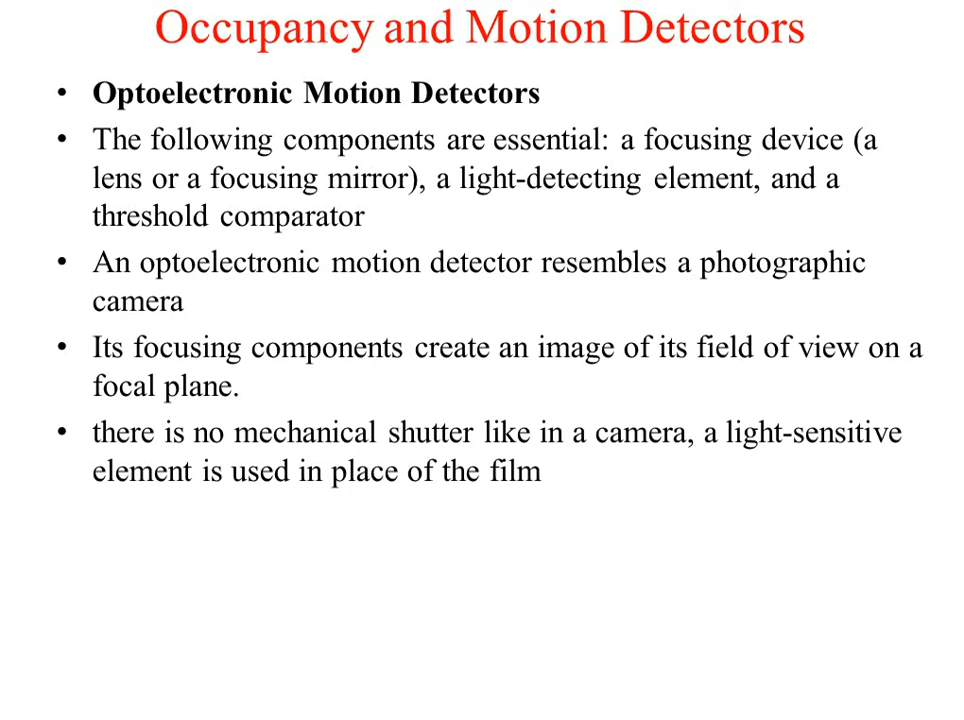 Occupancy and Motion Detectors
• Optoelectronic Motion Detectors
• The following components are essential: a focusing device (a
lens or a focusing mirror), a light-detecting element, and a
threshold comparator
• An optoelectronic motion detector resembles a photographic
camera
• Its focusing components create an image of its field of view on a
focal plane.
• there is no mechanical shutter like in a camera, a light-sensitive
element is used in place of the film